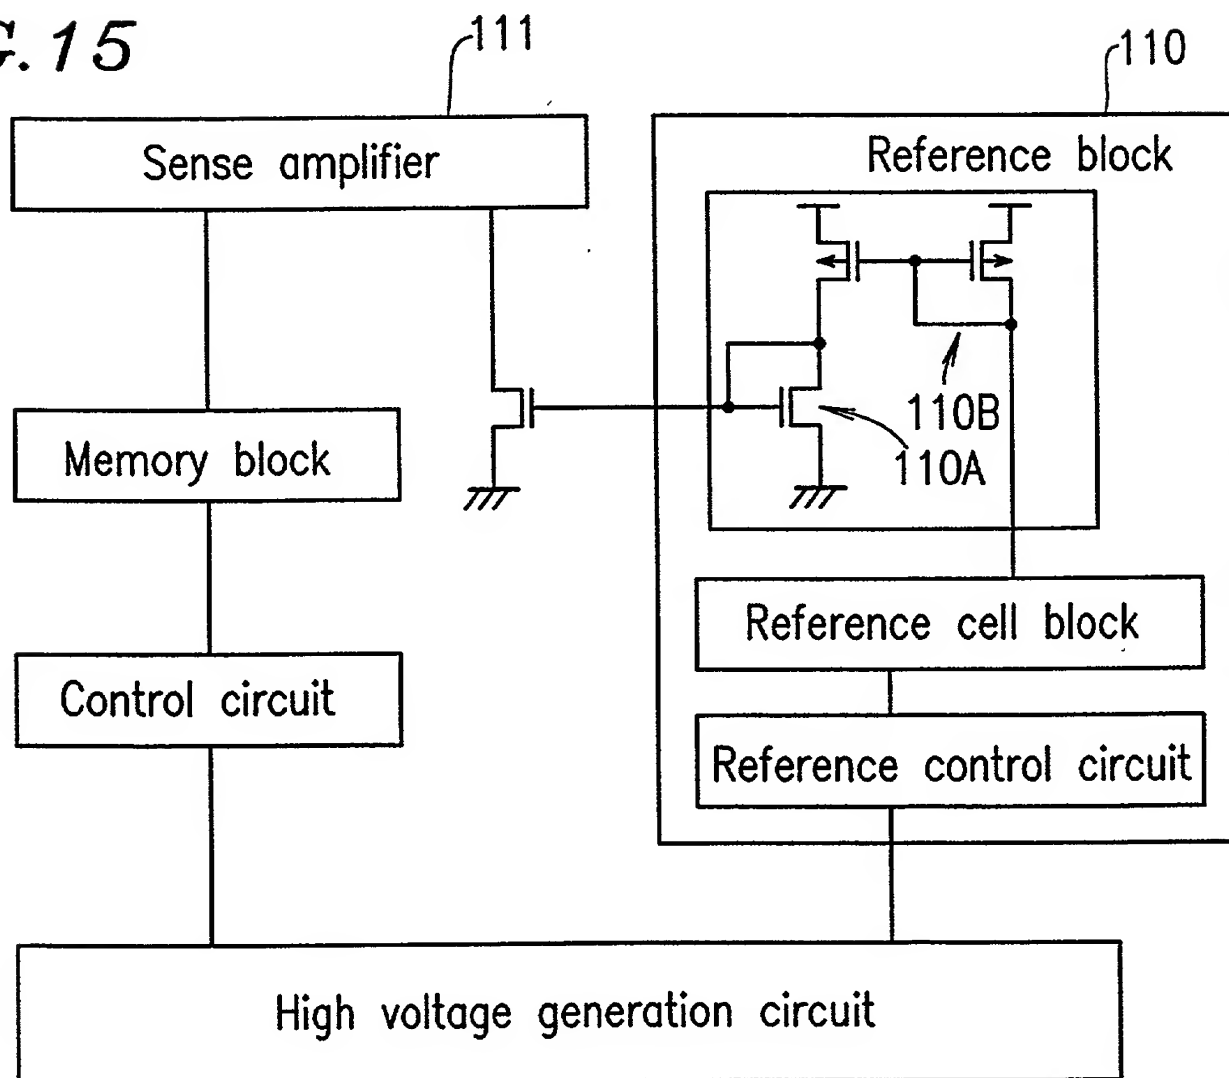 G.15
111
110
Sense amplifier
Reference block
110B
110A
Memory block
Reference cell block
Control circuit
Reference control circuit
High voltage generation circuit